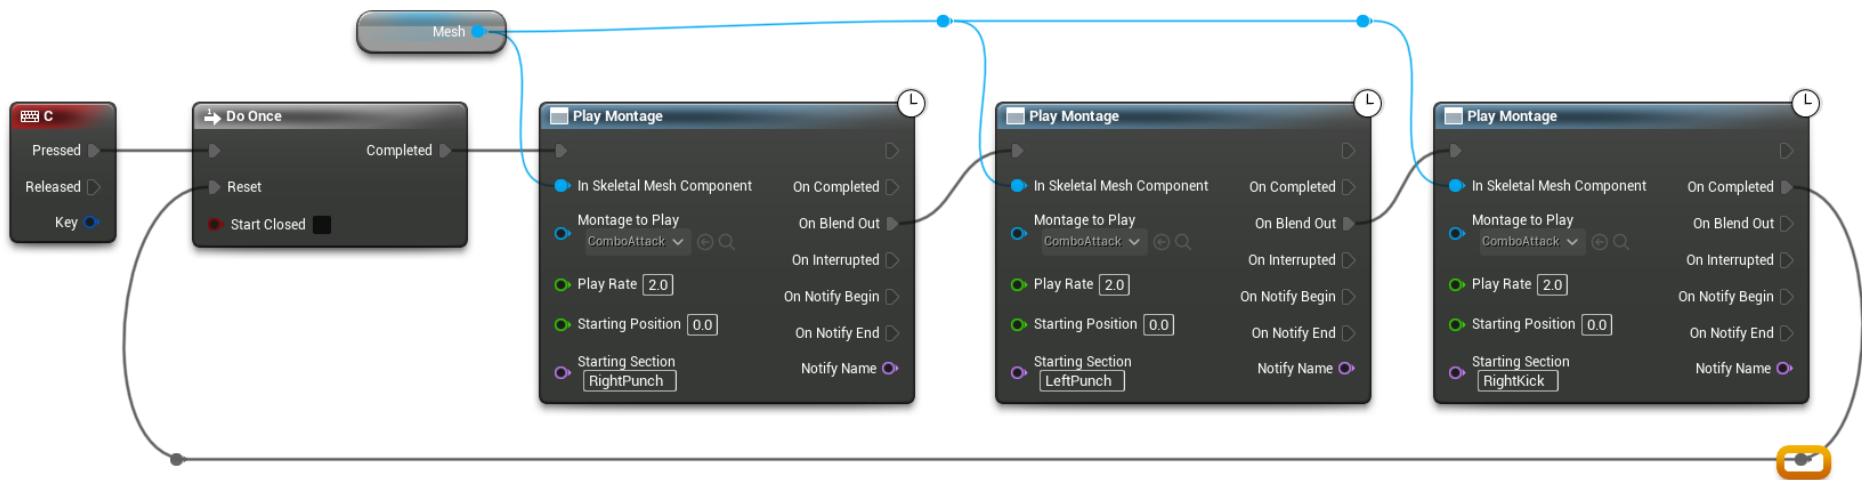 Mesh
C
Pressed
Released
Key
Do Once
Completed
Reset
Start Closed
Play Montage
In Skeletal Mesh Component
On Completed
Montage to Play
ComboAttack
On Blend Out
On Interrupted
Play Rate 2.0
On Notify Begin
Starting Position 0.0
On Notify End
Starting Section
RightPunch
Notify Name
Play Montage
In Skeletal Mesh Component
On Completed
Montage to Play
ComboAttack
On Blend Out
On Interrupted
Play Rate 2.0
On Notify Begin
Starting Position 0.0
On Notify End
Starting Section
LeftPunch
Notify Name
Play Montage
In Skeletal Mesh Component
On Completed
Montage to Play
ComboAttack
On Blend Out
On Interrupted
Play Rate 2.0
On Notify Begin
Starting Position 0.0
On Notify End
Starting Section
RightKick
Notify Name